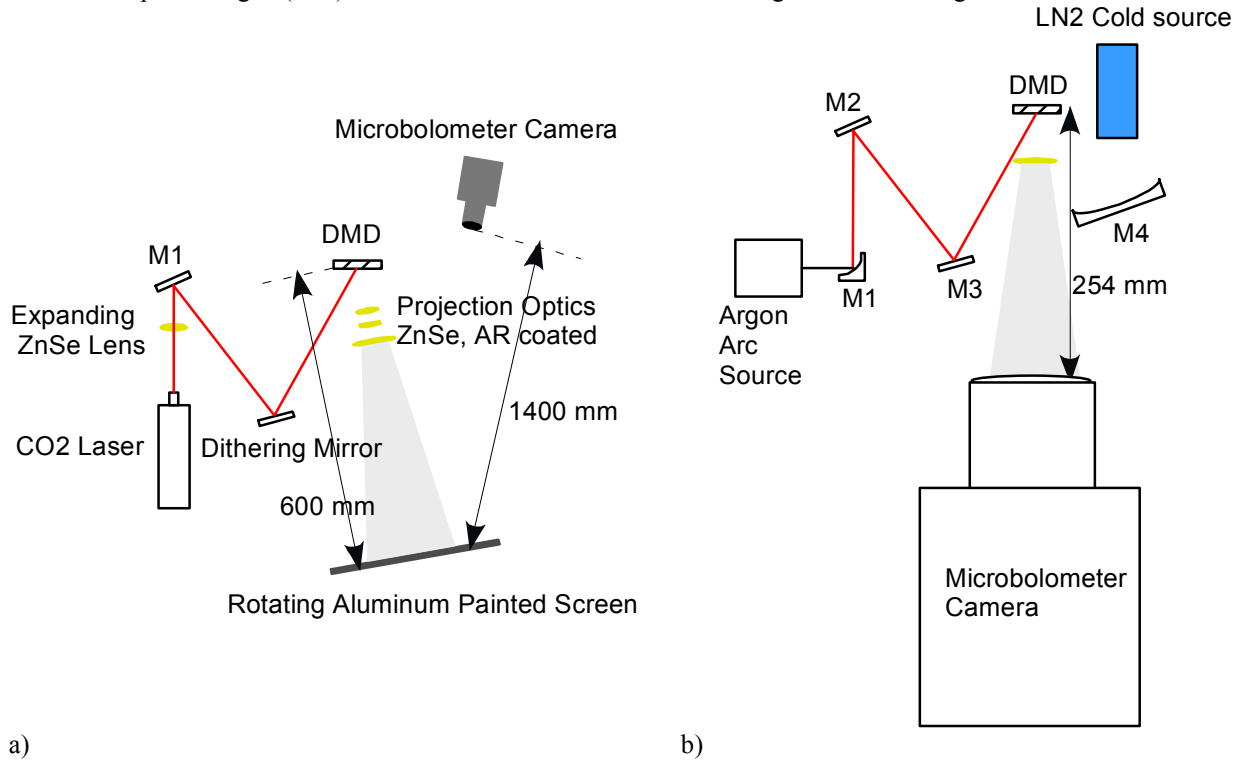 LN2 Cold source
DMD
M2
Microbolometer Camera
DMD
M1
Expanding
ZnSe Lens
Projection Optics
ZnSe, AR coated
M4
M1
M3
254 mm
Argon
Arc
Source
1400 mm
CO2 Laser
Dithering Mirror
600 mm
Microbolometer
Camera
Rotating Aluminum Painted Screen
a)
b)